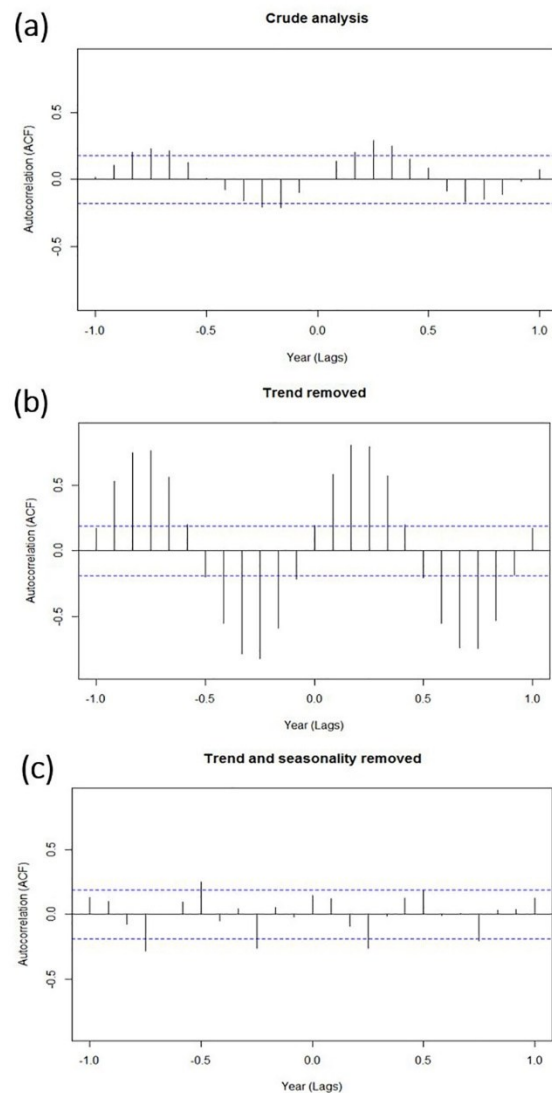 (a)
Crude analysis
Autocorrelation (ACF)
0.5
0.0
-0.5
-1.0 -0.5 0.0 0.5 1.0
Year (Lags)
(b)
Trend removed
Autocorrelation (ACF)
0.5
0.0
-0.5
-1.0 -0.5 0.0 0.5 1.0
Year (Lags)
(c)
Trend and seasonality removed
Autocorrelation (ACF)
0.5
0.0
-0.5
-1.0 -0.5 0.0 0.5 1.0
Year (Lags)